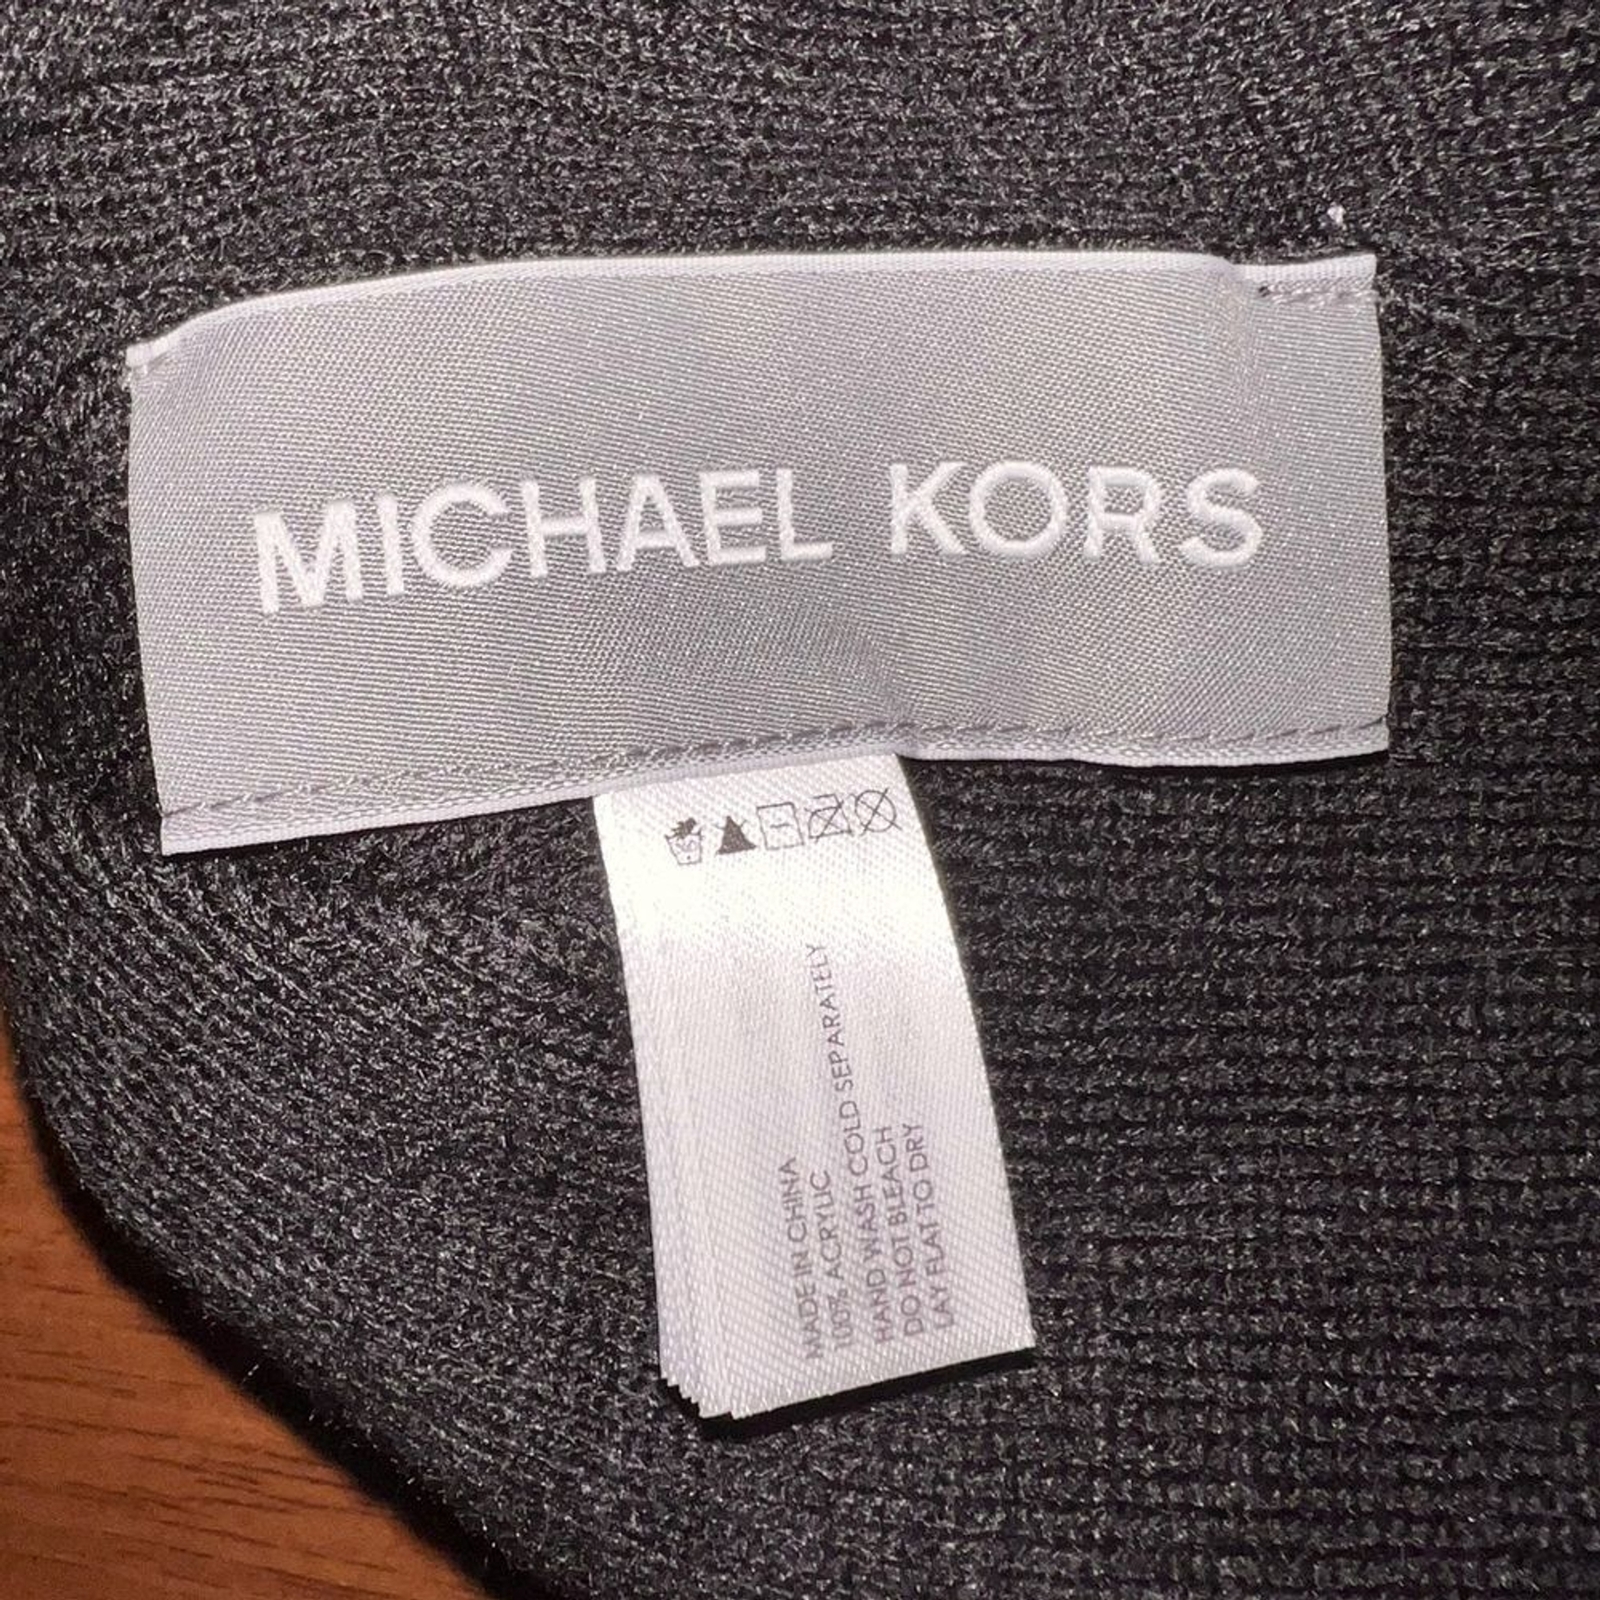 MICHAEL KORS
MADE IN CHINA
100% ACRYLIC
HAND WASH COLD SEPARATELY
DO NOT BLEACH
LAY FLAT TO DRY